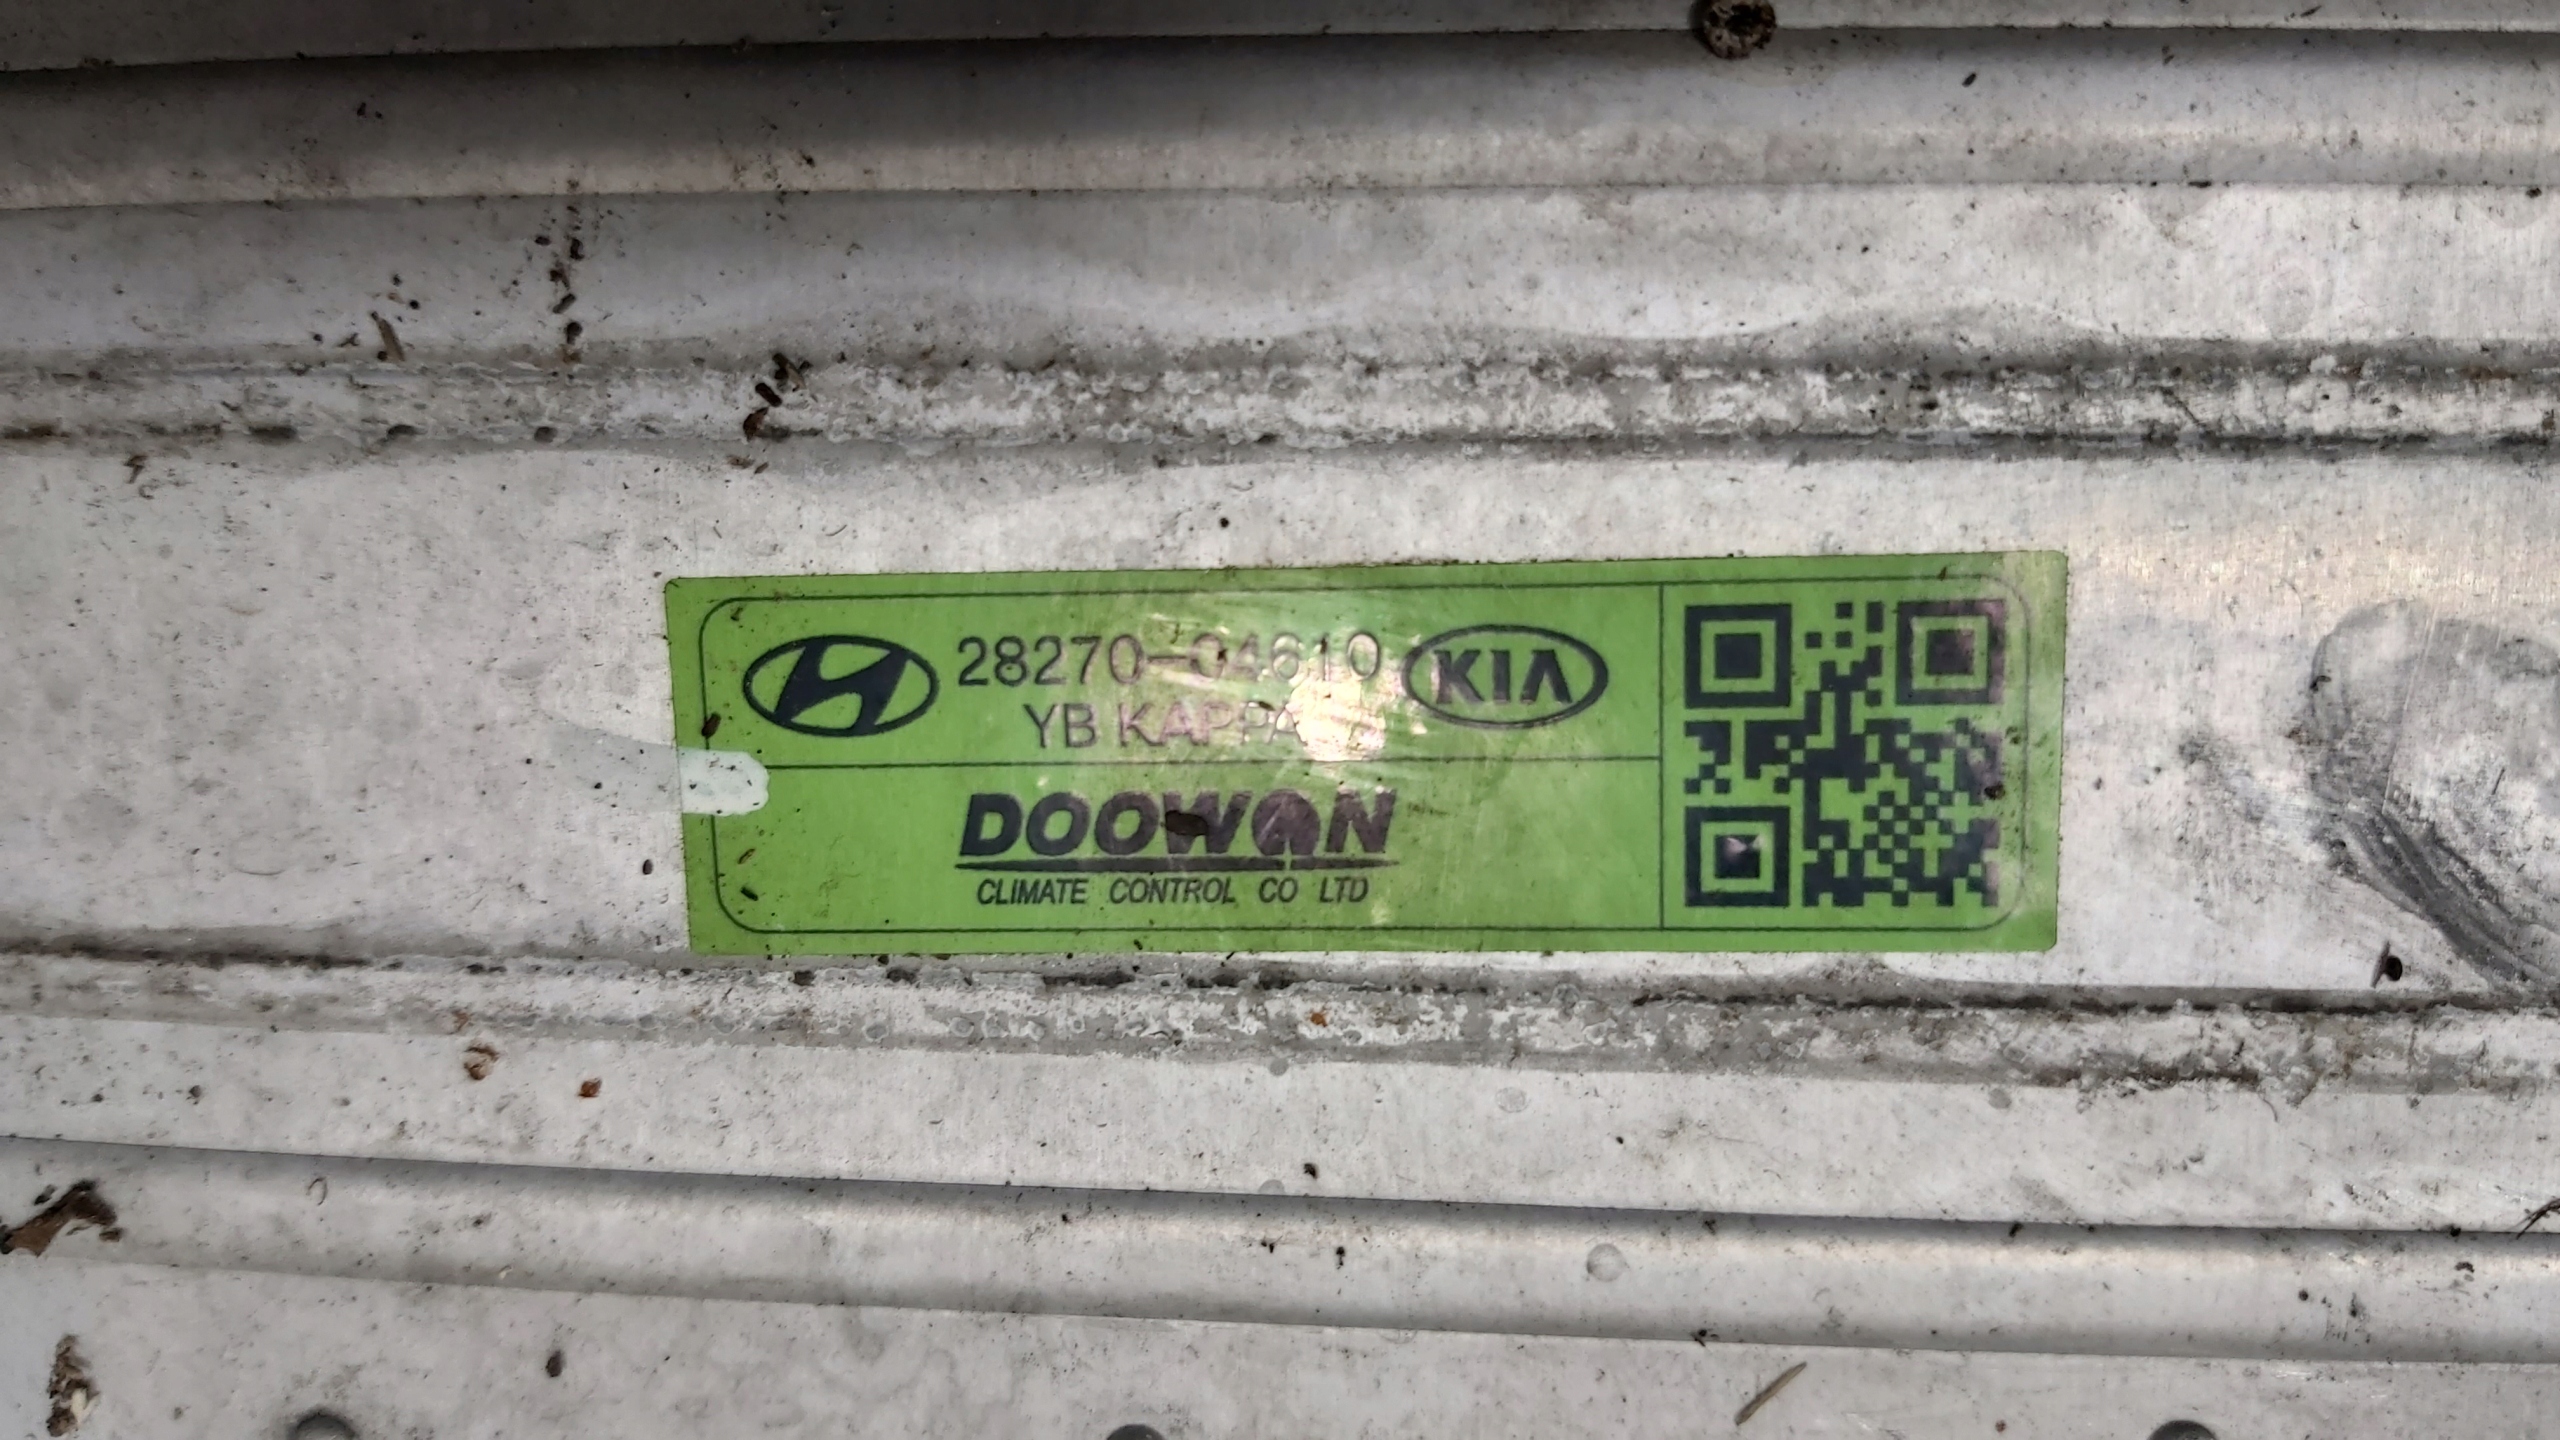 28270-04610
KIA
YB KAPPA
DOOWON
CLIMATE CONTROL CO LTD